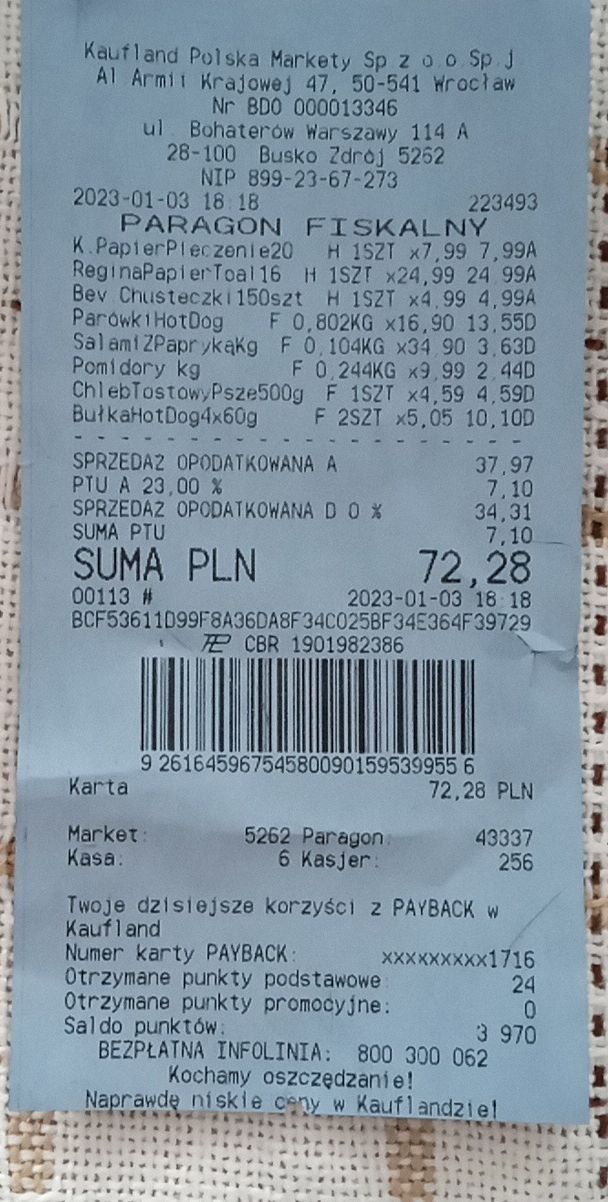 Kaufland Polska Markety Sp z o.o Sp.j
Al Armii Krajowej 47, 50-541 Wrocław
Nr BDO 000013346
ul. Bohaterów Warszawy 114 A
28-100 Busko Zdrój 5262
NIP 899-23-67-273
2023-01-03 18:18 223493
PARAGON FISKALNY
K.PapierPieczenie20 H 1SZT x7,99 7,99A
ReginaPapierToal16 H 1SZT x24,99 24,99A
Bev.Chusteczki150szt H 1SZT x4,99 4,99A
ParówkiHotDog F 0,802KG x16,90 13,55D
SalamiZPaprykąKg F 0,104KG x34,90 3,63D
Pomidory kg F 0,244KG x9,99 2,44D
ChlebTostowyPsze500g F 1SZT x4,59 4,59D
BułkaHotDog4x60g F 2SZT x5,05 10,10D
- - - - - - - - - - - - - - - - - - -
SPRZEDAŻ OPODATKOWANA A 37,97
PTU A 23,00 % 7,10
SPRZEDAŻ OPODATKOWANA D 0 % 34,31
SUMA PTU 7,10
SUMA PLN 72,28
00113 # 2023-01-03 18:18
BCF53611D99F8A36DA8F34C025BF34E364F39729
CBR 1901982386
9 261645967545800901595399556
Karta 72,28 PLN
Market: 5262 Paragon: 43337
Kasa: 6 Kasjer: 256
Twoje dzisiejsze korzyści z PAYBACK w
Kaufland
Numer karty PAYBACK: xxxxxxxxx1716
Otrzymane punkty podstawowe: 24
Otrzymane punkty promocyjne: 0
Saldo punktów: 3 970
BEZPŁATNA INFOLINIA: 800 300 062
Kochamy oszczędzanie!
Naprawdę niskie ceny w Kauflandzie!